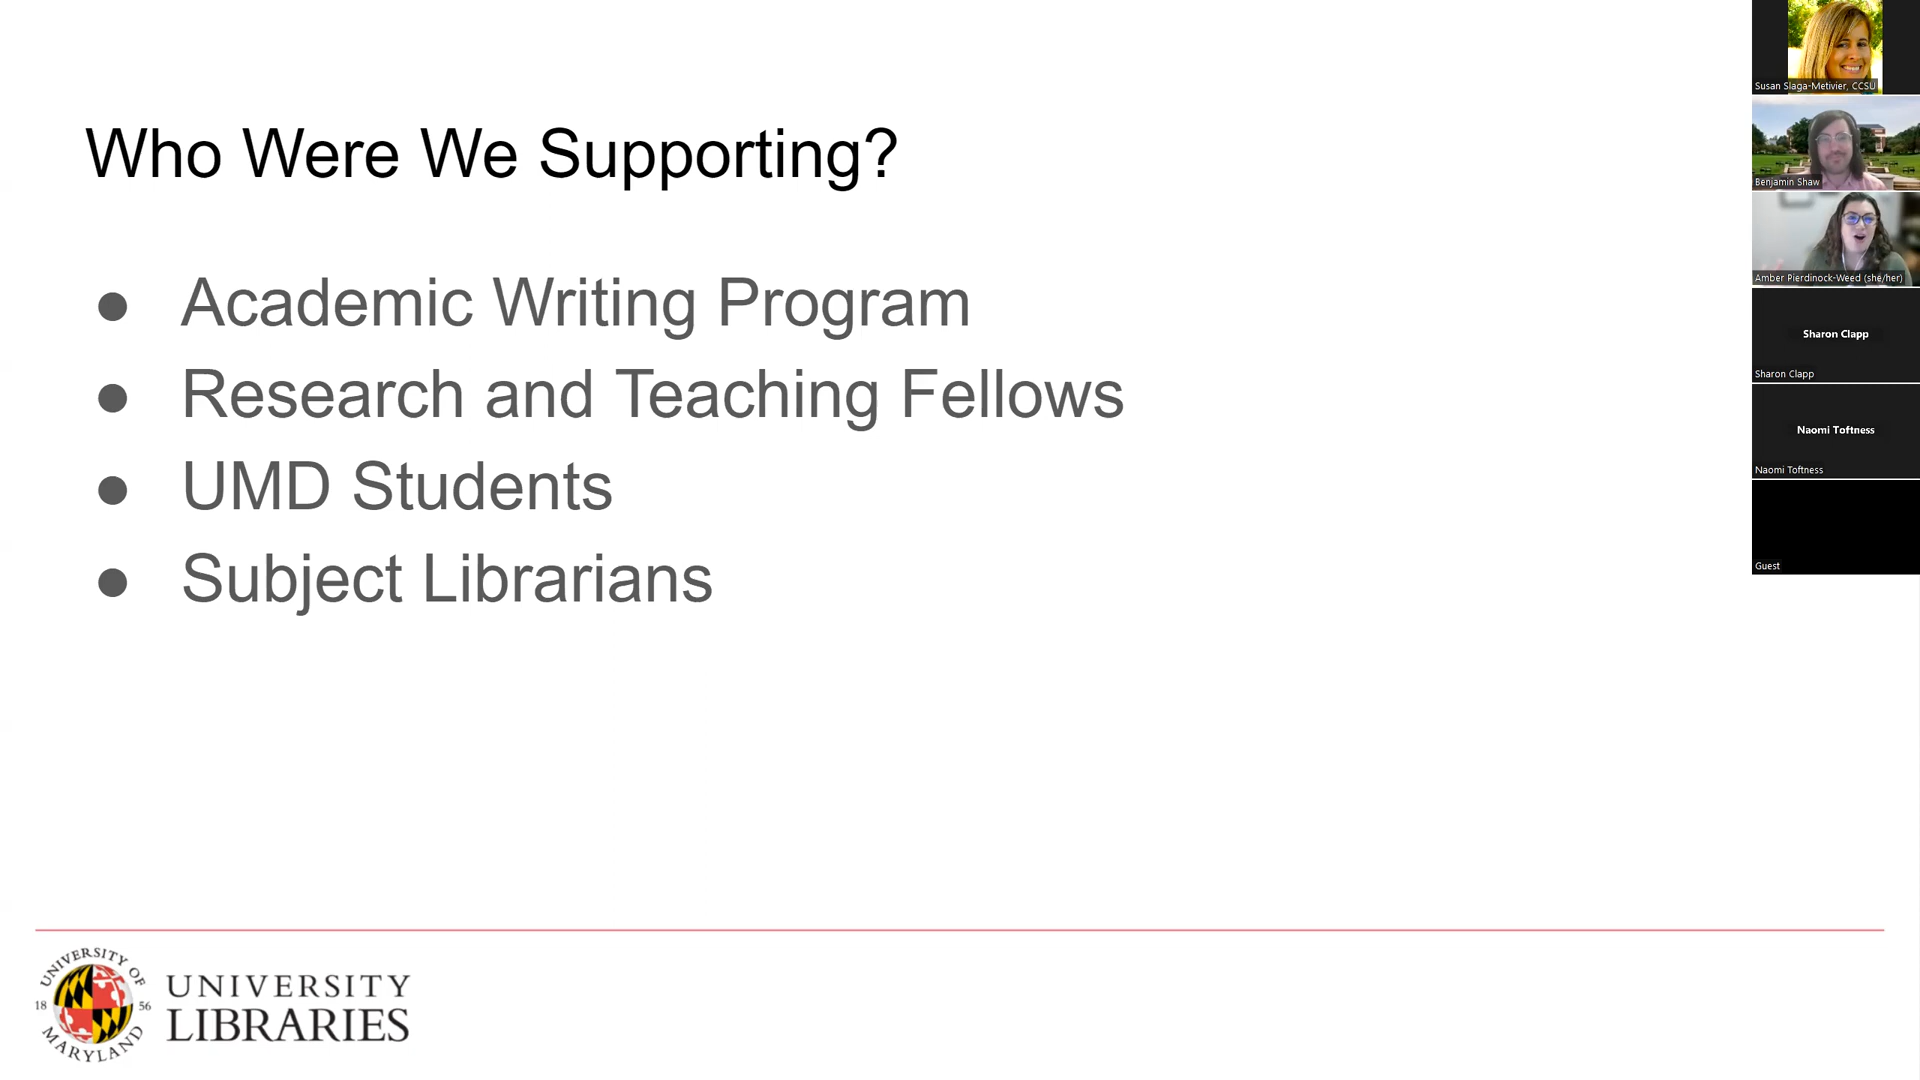 Who Were We Supporting?
● Academic Writing Program
● Research and Teaching Fellows
● UMD Students
● Subject Librarians
UNIVERSITY OF
18 56
MARYLAND
UNIVERSITY
LIBRARIES
Susan Slaga-Metivier, CCSU
Benjamin Shaw
Amber Pierdinock-Weed (she/her)
Sharon Clapp
Sharon Clapp
Naomi Toftness
Naomi Toftness
Guest